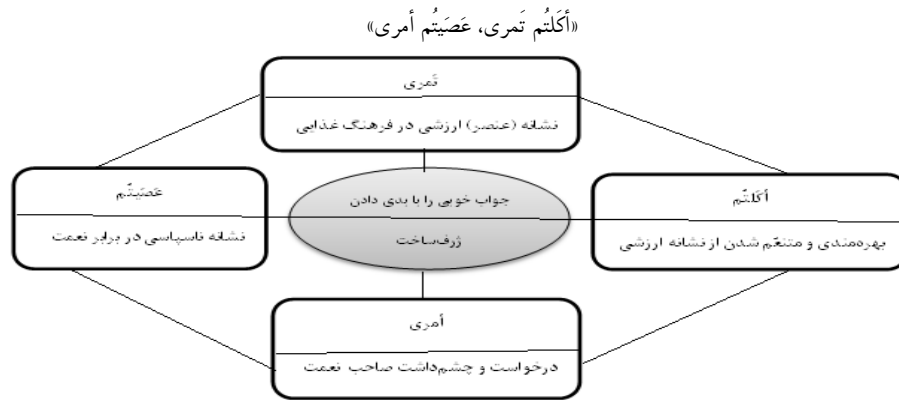 «أکَلتُم تَمری، عَصَیتُم أمری»
تَمری
نشانه (عنصر) ارزشی در فرهنگ غذایی
أکَلتُم
بهره‌مندی و متنعّم شدن از نشانه ارزشی
جواب خوبی را با بدی دادن
ژرف‌ساخت
عَصَیتُم
نشانه ناسپاسی در برابر نعمت
أمری
درخواست و چشم‌داشت صاحب نعمت